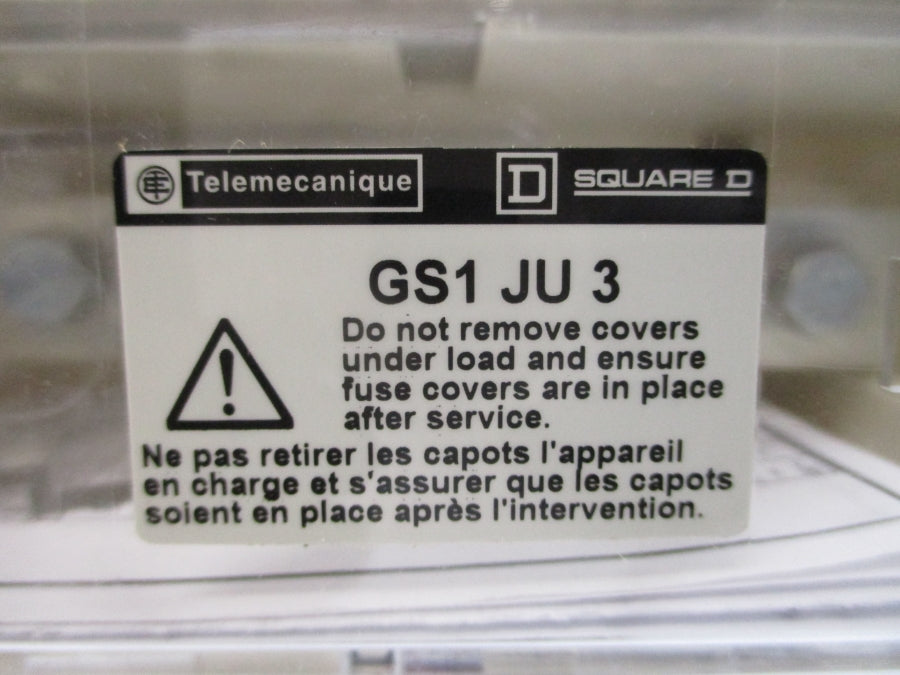 Telemecanique D SQUARE D
GS1 JU 3
Do not remove covers
under load and ensure
fuse covers are in place
after service.
Ne pas retirer les capots l'appareil
en charge et s'assurer que les capots
soient en place après l'intervention.